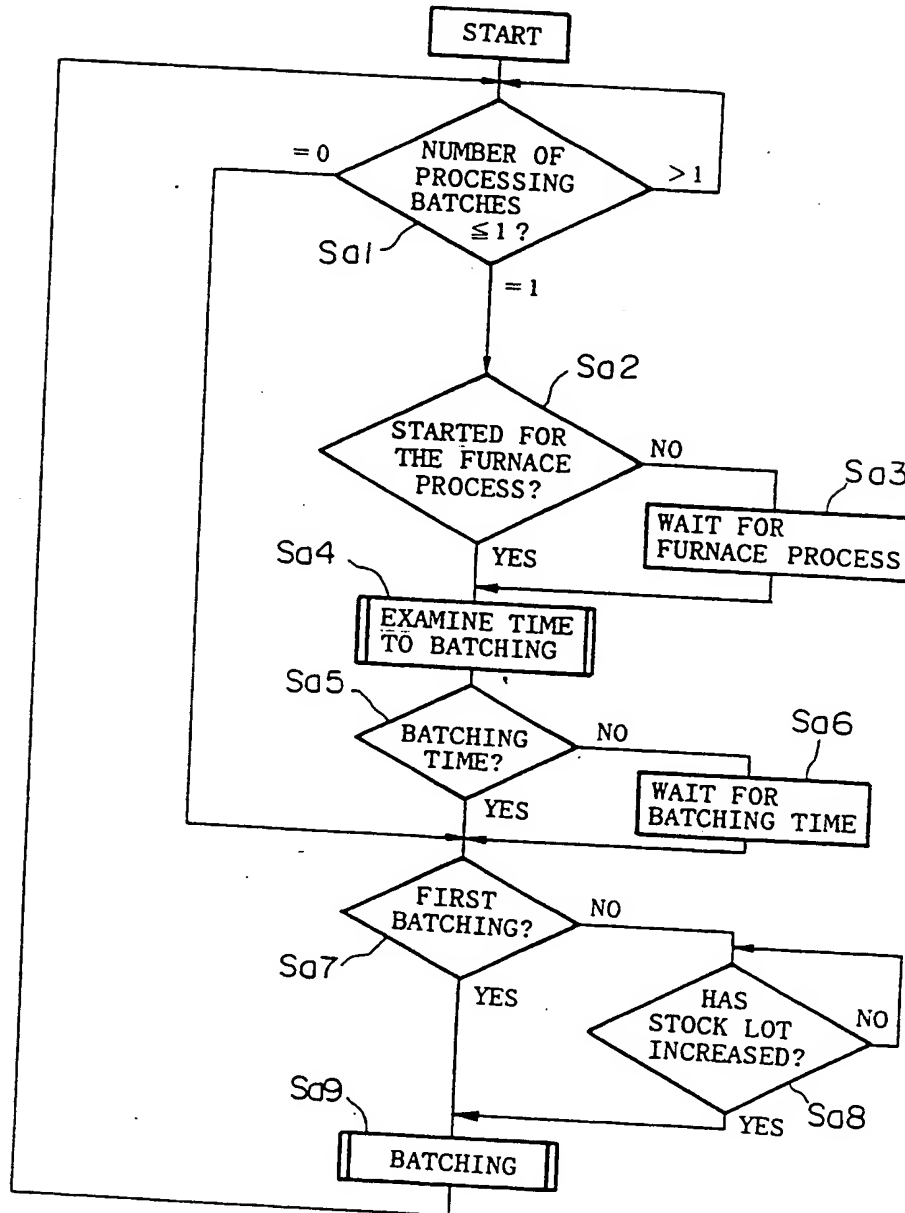 START
= 0
NUMBER OF
PROCESSING
BATCHES
≦1 ?
> 1
Sa1
= 1
Sa2
STARTED FOR
THE FURNACE
PROCESS?
NO
Sa3
WAIT FOR
FURNACE PROCESS
YES
Sa4
EXAMINE TIME
TO BATCHING
Sa5
BATCHING
TIME?
NO
Sa6
WAIT FOR
BATCHING TIME
YES
FIRST
BATCHING?
NO
Sa7
YES
HAS
STOCK LOT
INCREASED?
NO
Sa8
YES
Sa9
BATCHING